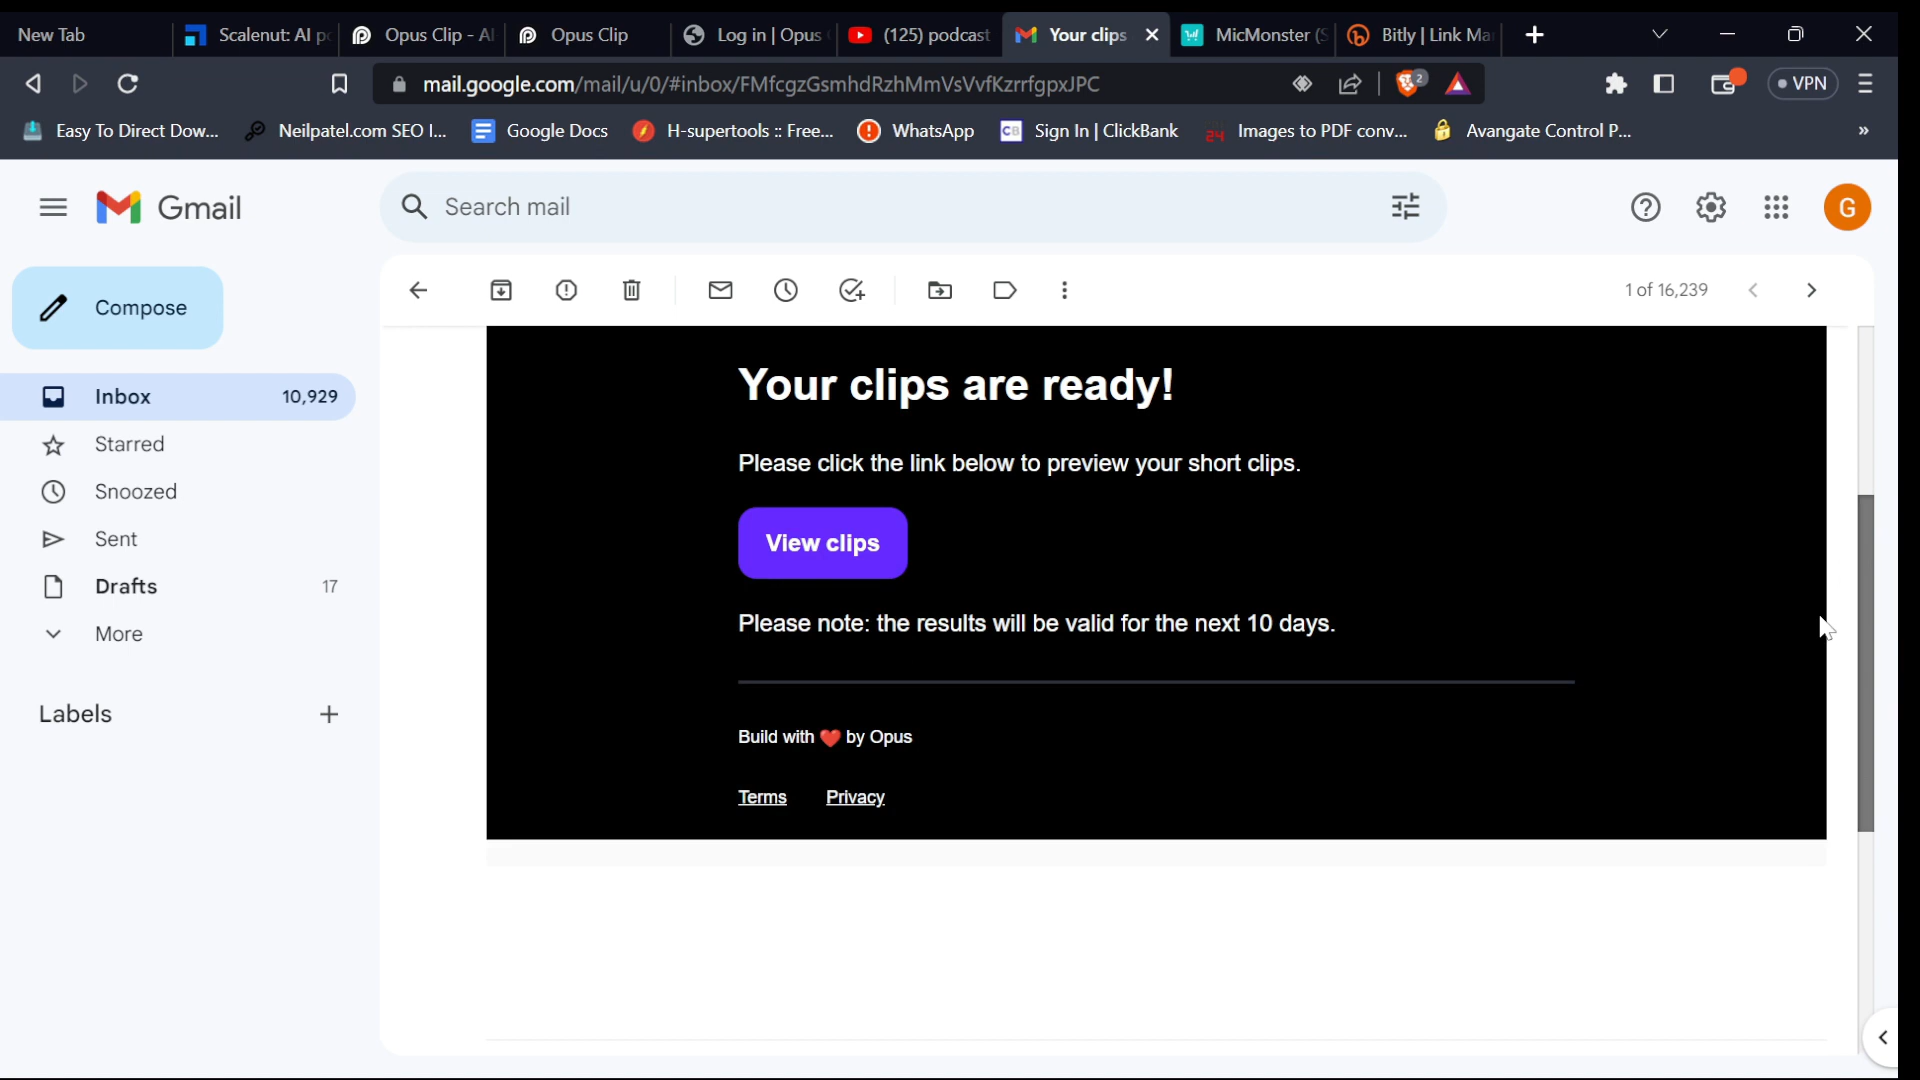 New Tab
Scalenut: AI po
Opus Clip - AI
Opus Clip
Log in | Opus
(125) podcast
Your clips
MicMonster (S
Bitly | Link Ma
mail.google.com/mail/u/0/#inbox/FMfcgzGsmhdRzhMmVsVvfKzrrfgpxJPC
2
VPN
Easy To Direct Dow...
Neilpatel.com SEO I...
Google Docs
H-supertools :: Free...
WhatsApp
CB
Sign In | ClickBank
24
Images to PDF conv...
Avangate Control P...
»
Gmail
Search mail
G
Compose
1 of 16,239
Inbox 10,929
Starred
Snoozed
Sent
Drafts 17
More
Labels
Your clips are ready!
Please click the link below to preview your short clips.
View clips
Please note: the results will be valid for the next 10 days.
Build with ❤️ by Opus
Terms Privacy